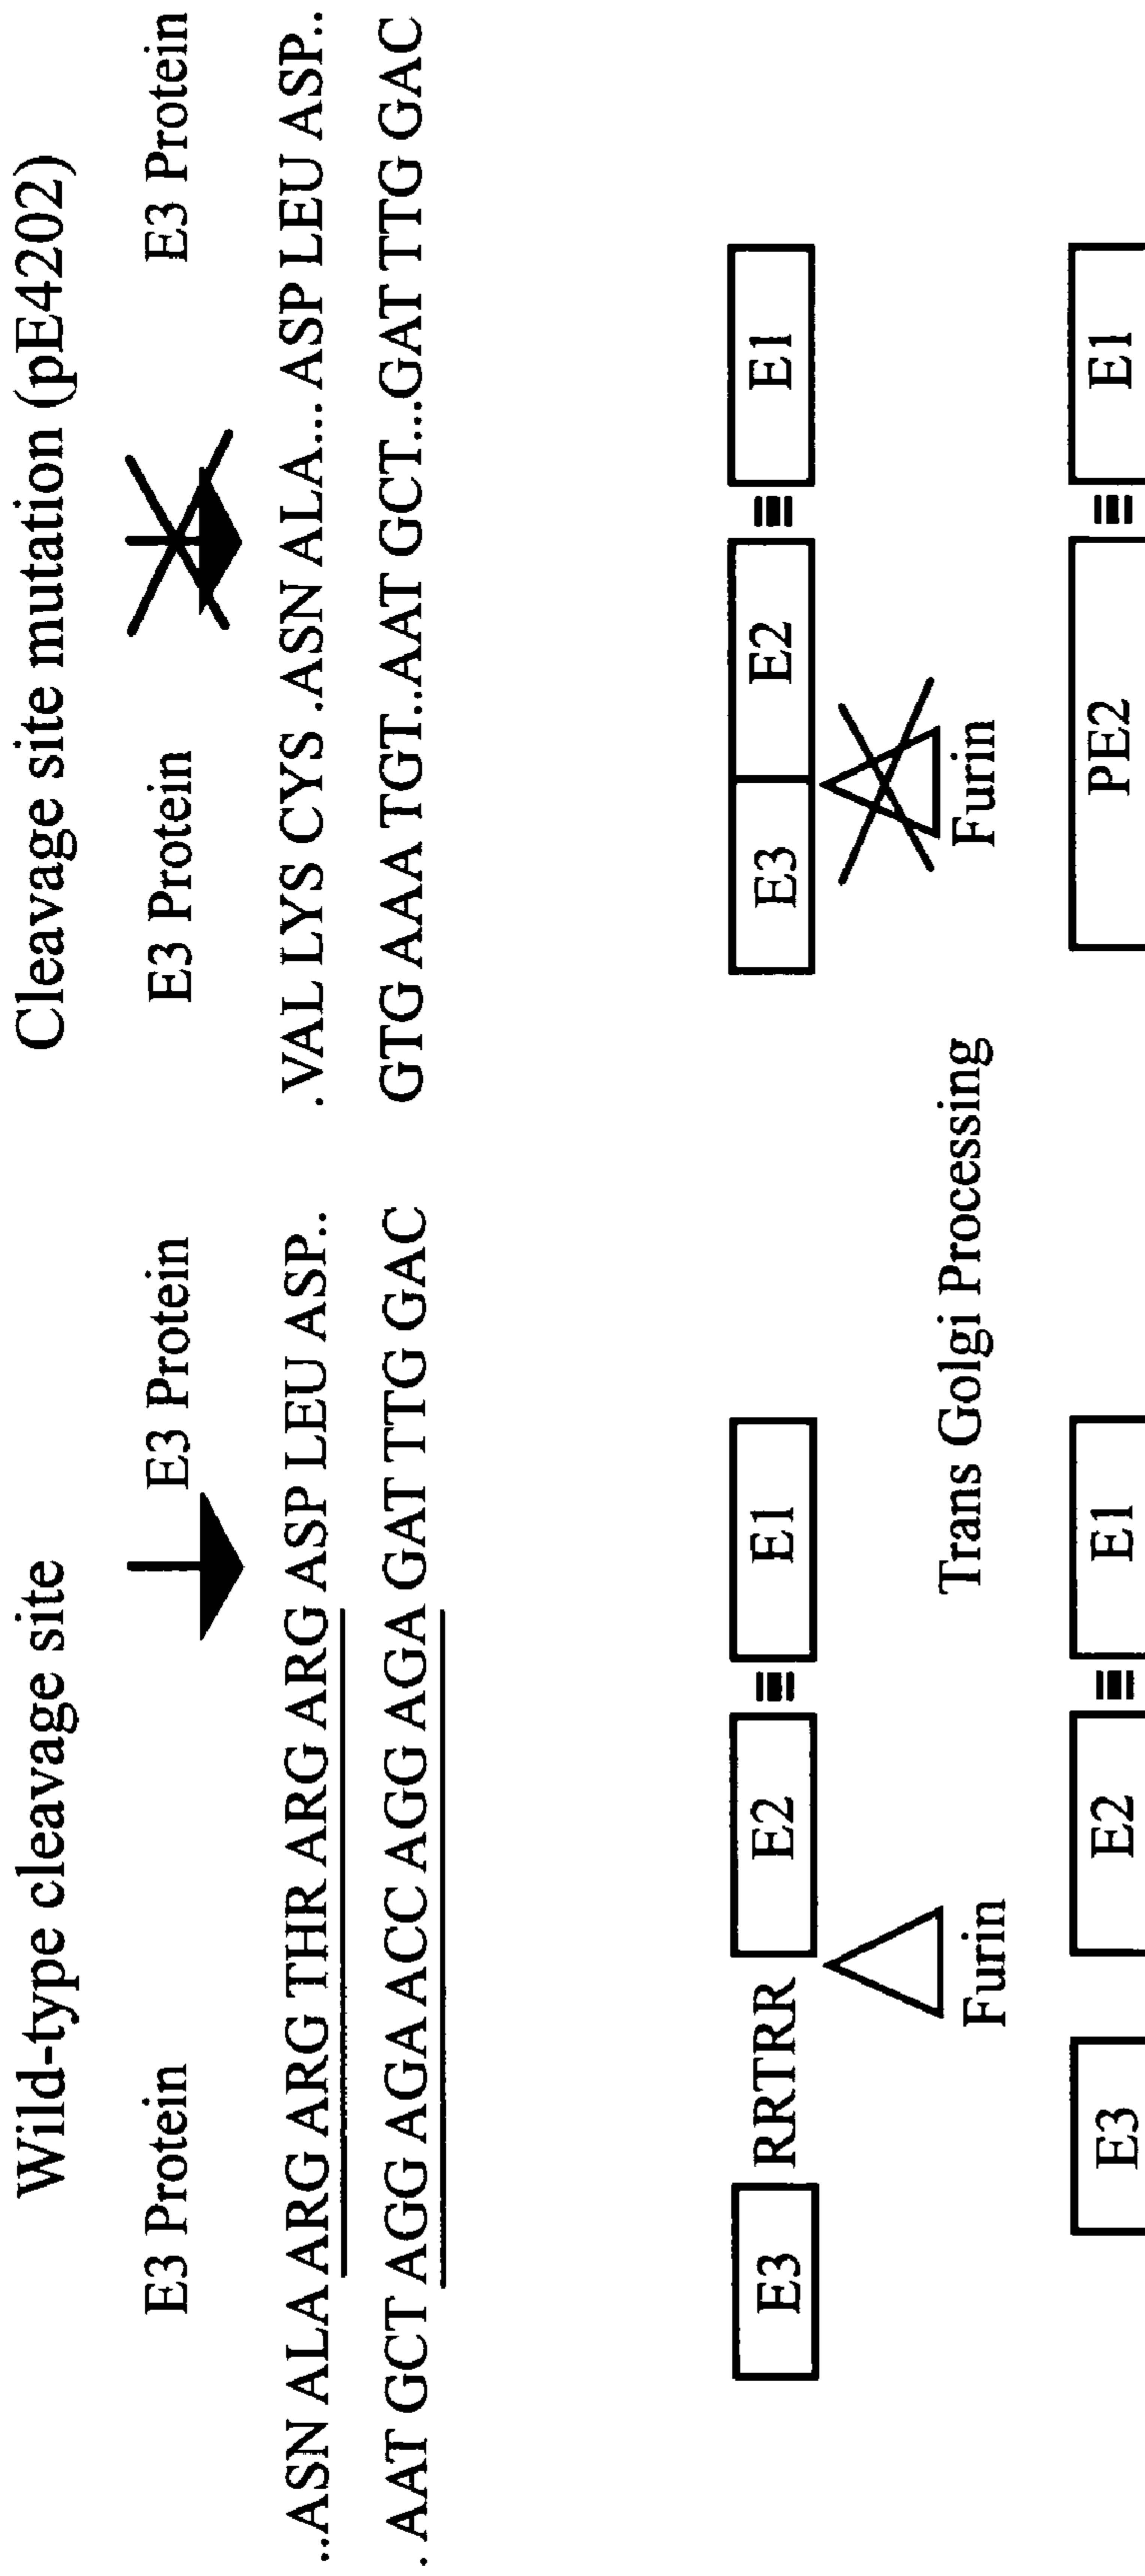 Wild-type cleavage site
E3 Protein
E3 Protein
..ASN ALA ARG ARG THR ARG ARG ASP LEU ASP..
. AAT GCT AGG AGA ACC AGG AGA GAT TTG GAC
E3
RRTRR
E2
E1
Furin
E3
E2
E1
Trans Golgi Processing
Cleavage site mutation (pE4202)
E3 Protein
E3 Protein
.VAL LYS CYS .ASN ALA... ASP LEU ASP..
GTG AAA TGT..AAT GCT...GAT TTG GAC
E3
E2
E1
Furin
PE2
E1